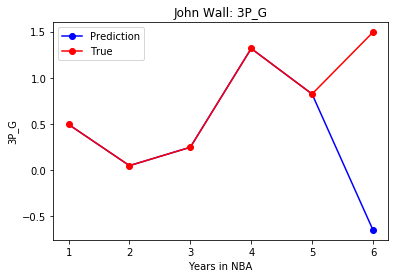 John Wall: 3P_G
Prediction
True
1.5
1.0
0.5
0.0
−0.5
3P_G
1 2 3 4 5 6
Years in NBA